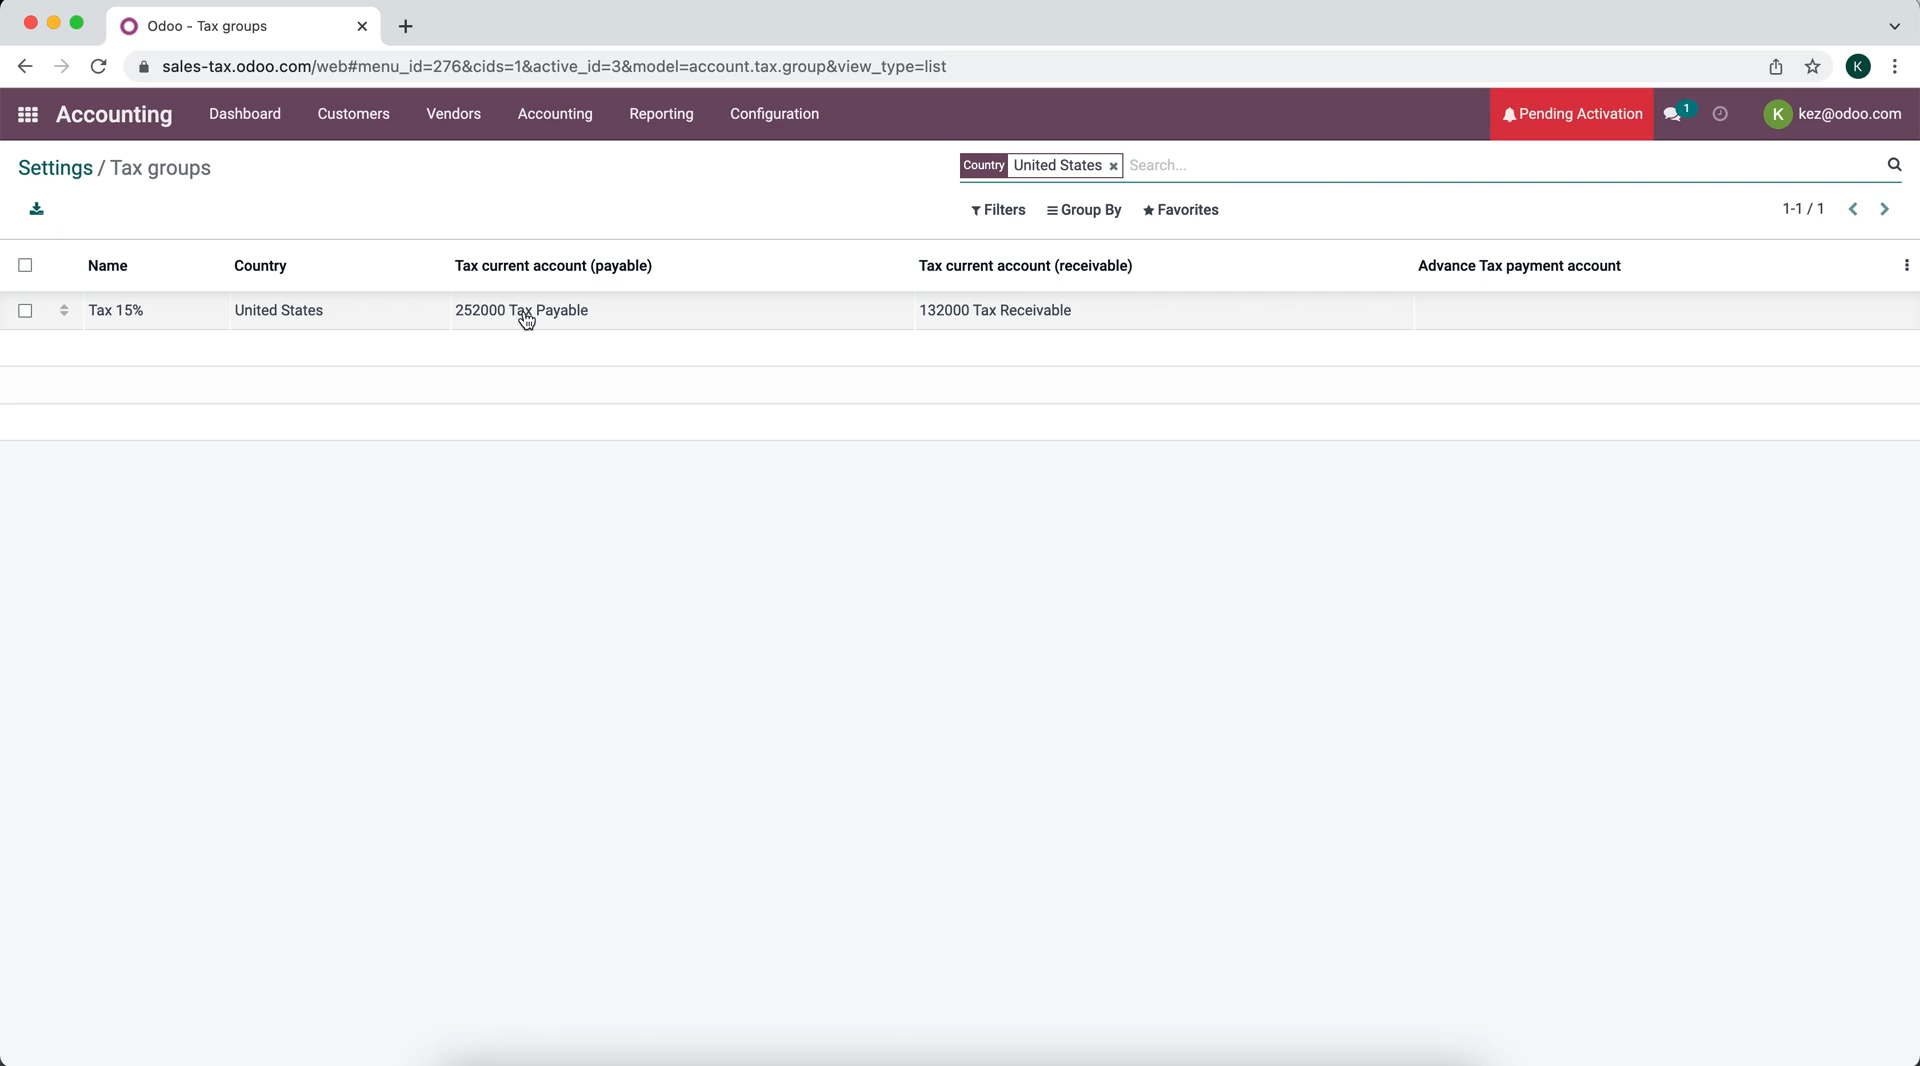 Odoo - Tax groups
sales-tax.odoo.com/web#menu_id=276&cids=1&active_id=3&model=account.tax.group&view_type=list
K
Accounting Dashboard Customers Vendors Accounting Reporting Configuration Pending Activation 1 K kez@odoo.com
Settings / Tax groups Country United States Search...
Filters Group By Favorites 1-1 / 1
Name Country Tax current account (payable) Tax current account (receivable) Advance Tax payment account
Tax 15% United States 252000 Tax Payable 132000 Tax Receivable